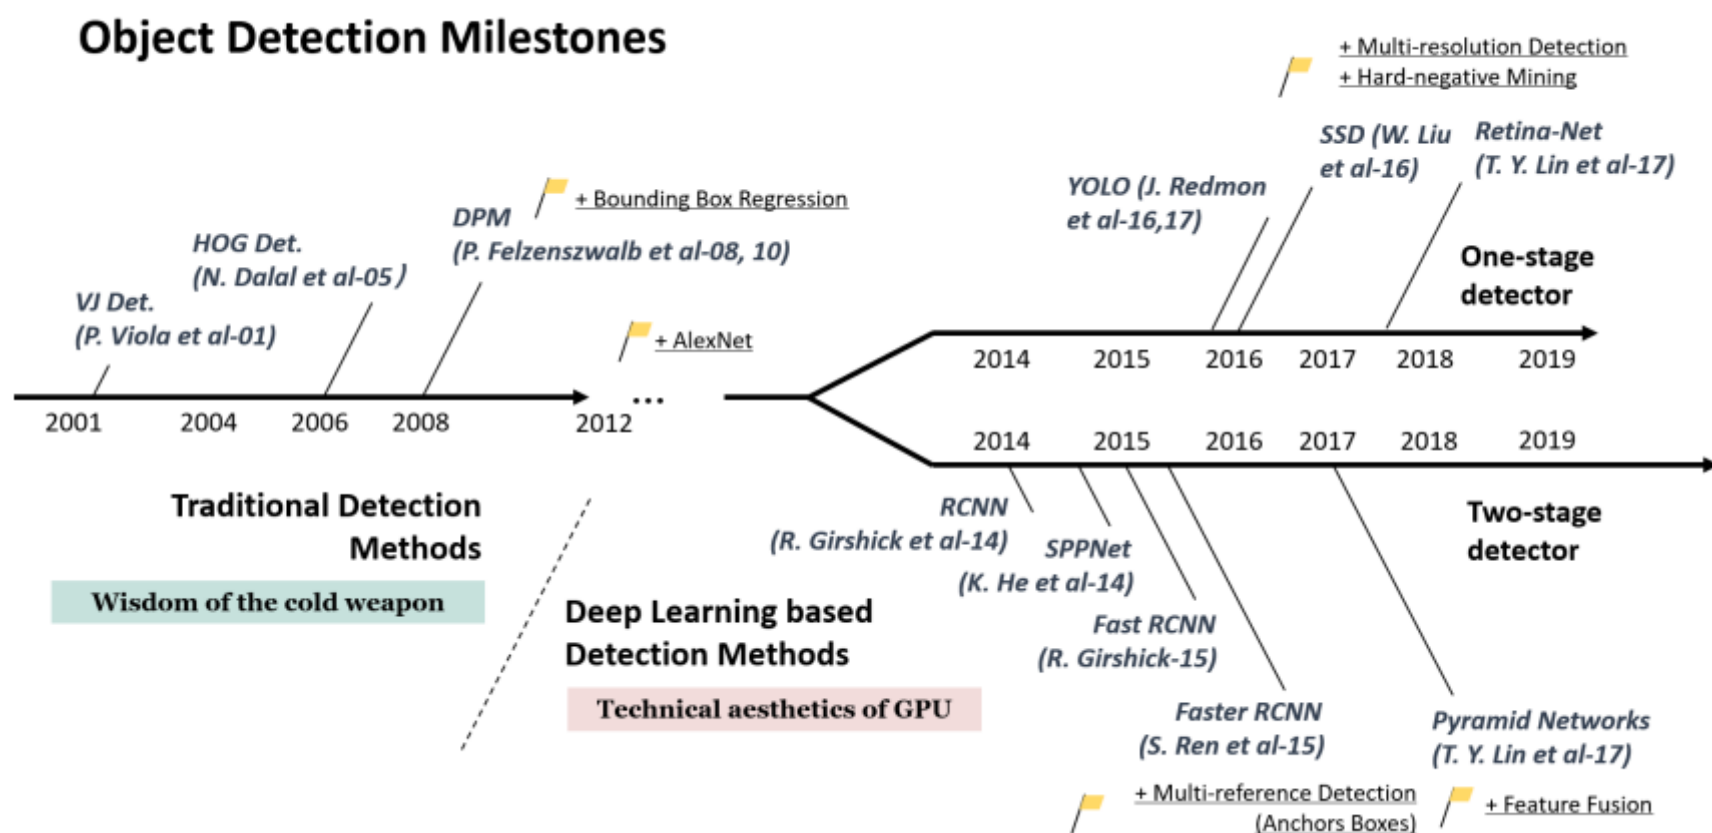 Object Detection Milestones
+ Multi-resolution Detection
+ Hard-negative Mining
SSD (W. Liu
et al-16)
Retina-Net
(T. Y. Lin et al-17)
YOLO (J. Redmon
et al-16,17)
+ Bounding Box Regression
DPM
(P. Felzenszwalb et al-08, 10)
HOG Det.
(N. Dalal et al-05)
VJ Det.
(P. Viola et al-01)
+ AlexNet
One-stage
detector
2014 2015 2016 2017 2018 2019
2001 2004 2006 2008 2012 ...
2014 2015 2016 2017 2018 2019
Traditional Detection
Methods
Wisdom of the cold weapon
Deep Learning based
Detection Methods
Technical aesthetics of GPU
RCNN
(R. Girshick et al-14)
SPPNet
(K. He et al-14)
Fast RCNN
(R. Girshick-15)
Faster RCNN
(S. Ren et al-15)
+ Multi-reference Detection
(Anchors Boxes)
Two-stage
detector
Pyramid Networks
(T. Y. Lin et al-17)
+ Feature Fusion